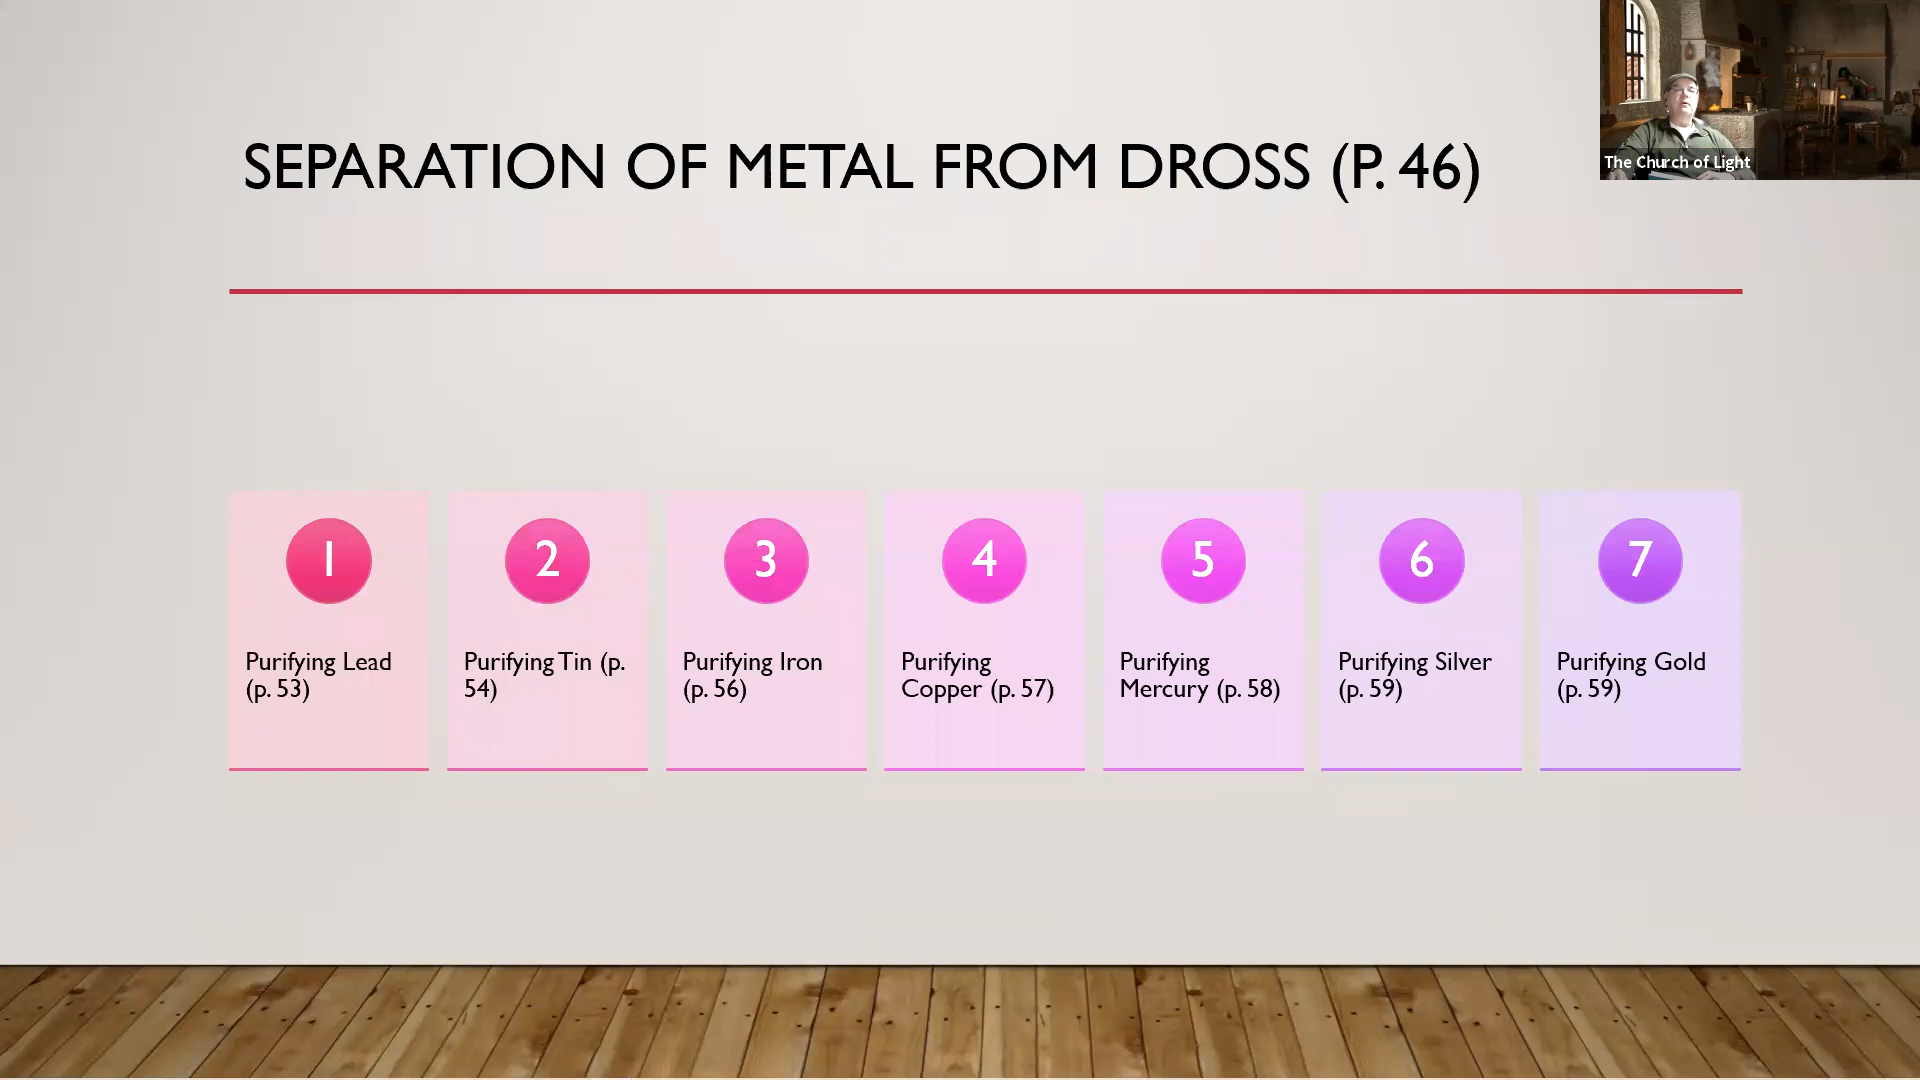 SEPARATION OF METAL FROM DROSS (P. 46)
The Church of Light
1
Purifying Lead
(p. 53)
2
Purifying Tin (p.
54)
3
Purifying Iron
(p. 56)
4
Purifying
Copper (p. 57)
5
Purifying
Mercury (p. 58)
6
Purifying Silver
(p. 59)
7
Purifying Gold
(p. 59)